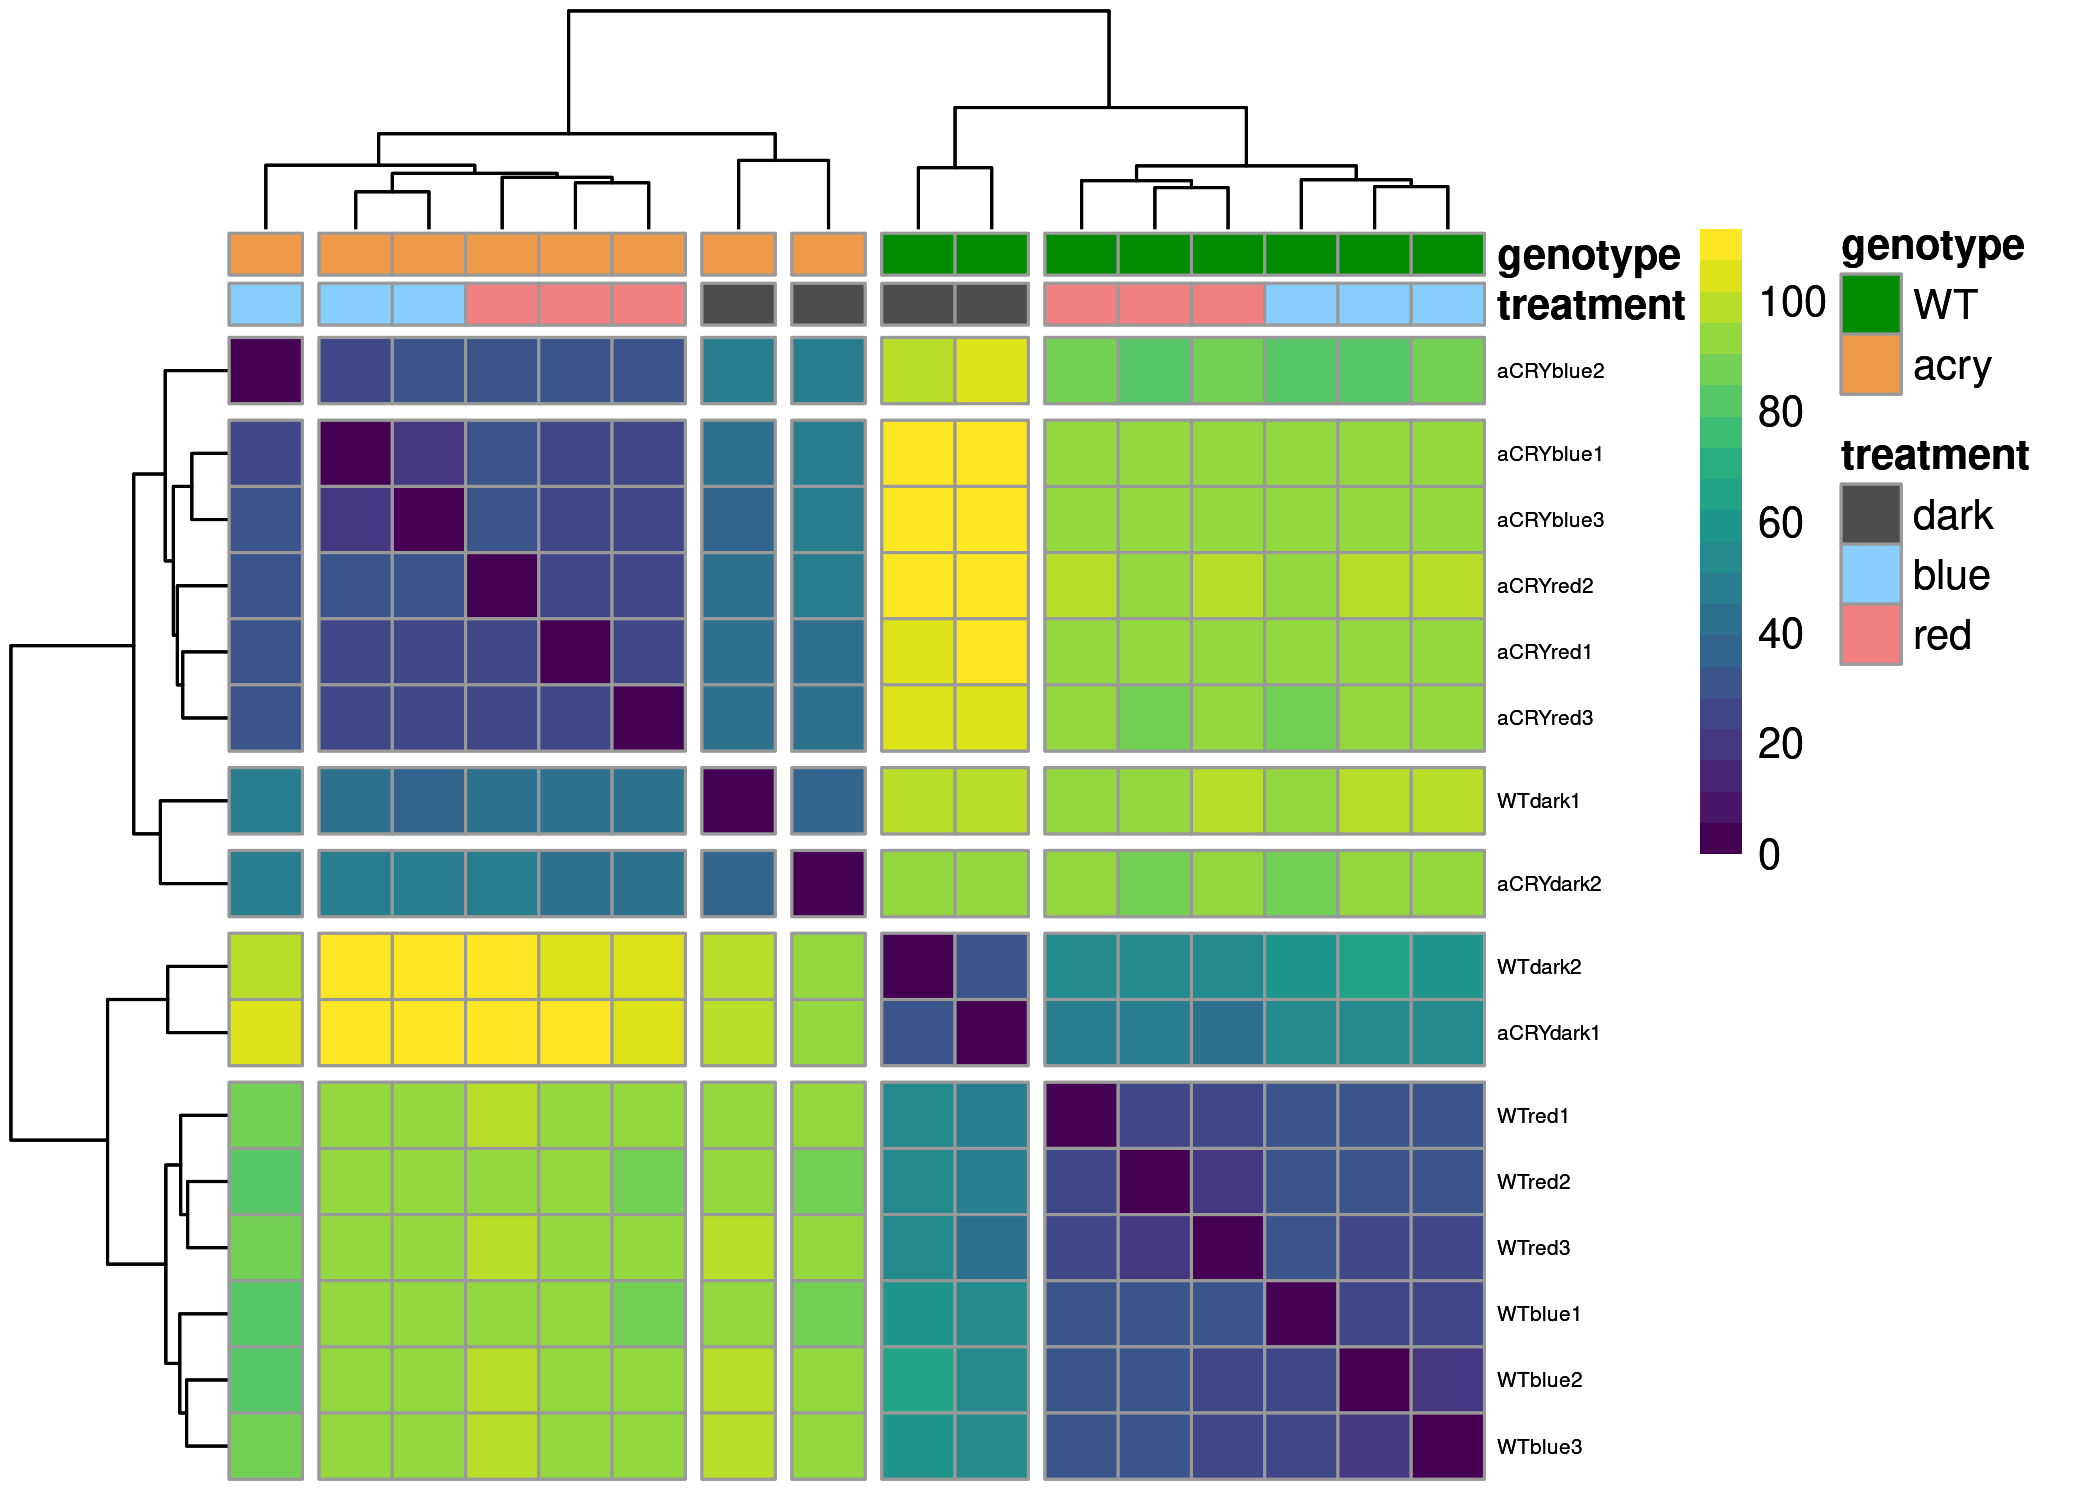 genotype
treatment
aCRYblue2
aCRYblue1
aCRYblue3
aCRYred2
aCRYred1
aCRYred3
WTdark1
aCRYdark2
WTdark2
aCRYdark1
WTred1
WTred2
WTred3
WTblue1
WTblue2
WTblue3
100
80
60
40
20
0
genotype
WT
acry
treatment
dark
blue
red